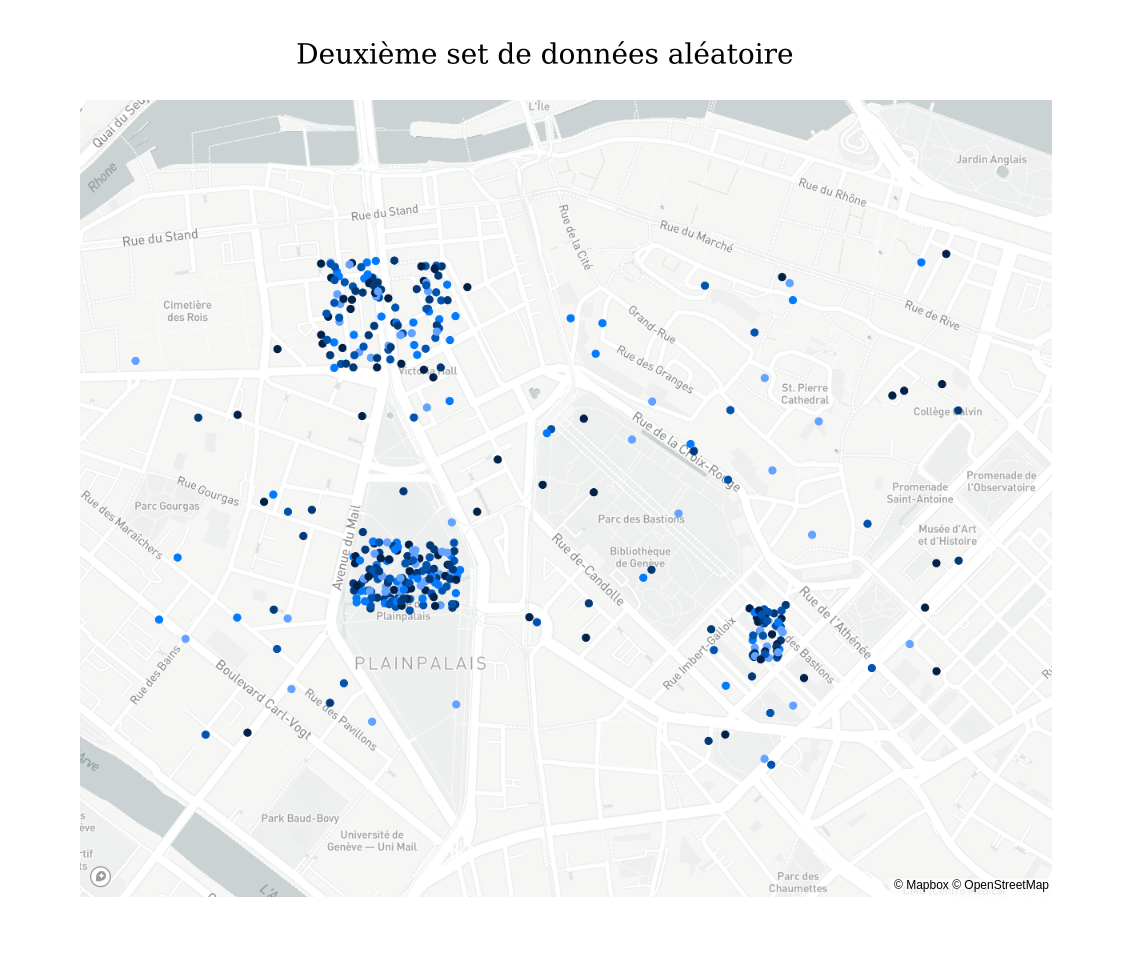 Deuxième set de données aléatoire
L'Île
Quai du Seu
Rhone
Jardin Anglais
Rue du Rhône
Rue du Stand
Rue du Stand
Rue de la Cité
Rue du Marché
Cimetière
des Rois
Grand-Rue
Rue de Rive
Rue des Granges
Victoria Hall
St. Pierre
Cathedral
Collège Calvin
Rue de la Croix-Rouge
Rue Gourgas
Parc Gourgas
Rue des Maraîchers
Avenue du Mail
Promenade de
l'Observatoire
Promenade
Saint-Antoine
Parc des Bastions
Musée d'Art
et d'Histoire
Bibliothèque
de Genève
Rue de-Candolle
Plainpalais
PLAINPALAIS
Rue de l'Athénée
Rue Imbert-Galloix
des Bastions
Rue des Bains
Boulevard Carl-Vogt
Rue des Pavillons
Arve
s
ève
Park Baud-Bovy
Université de
Genève — Uni Mail
rtif
ts
L'A
Parc des
Chaumettes
© Mapbox © OpenStreetMap